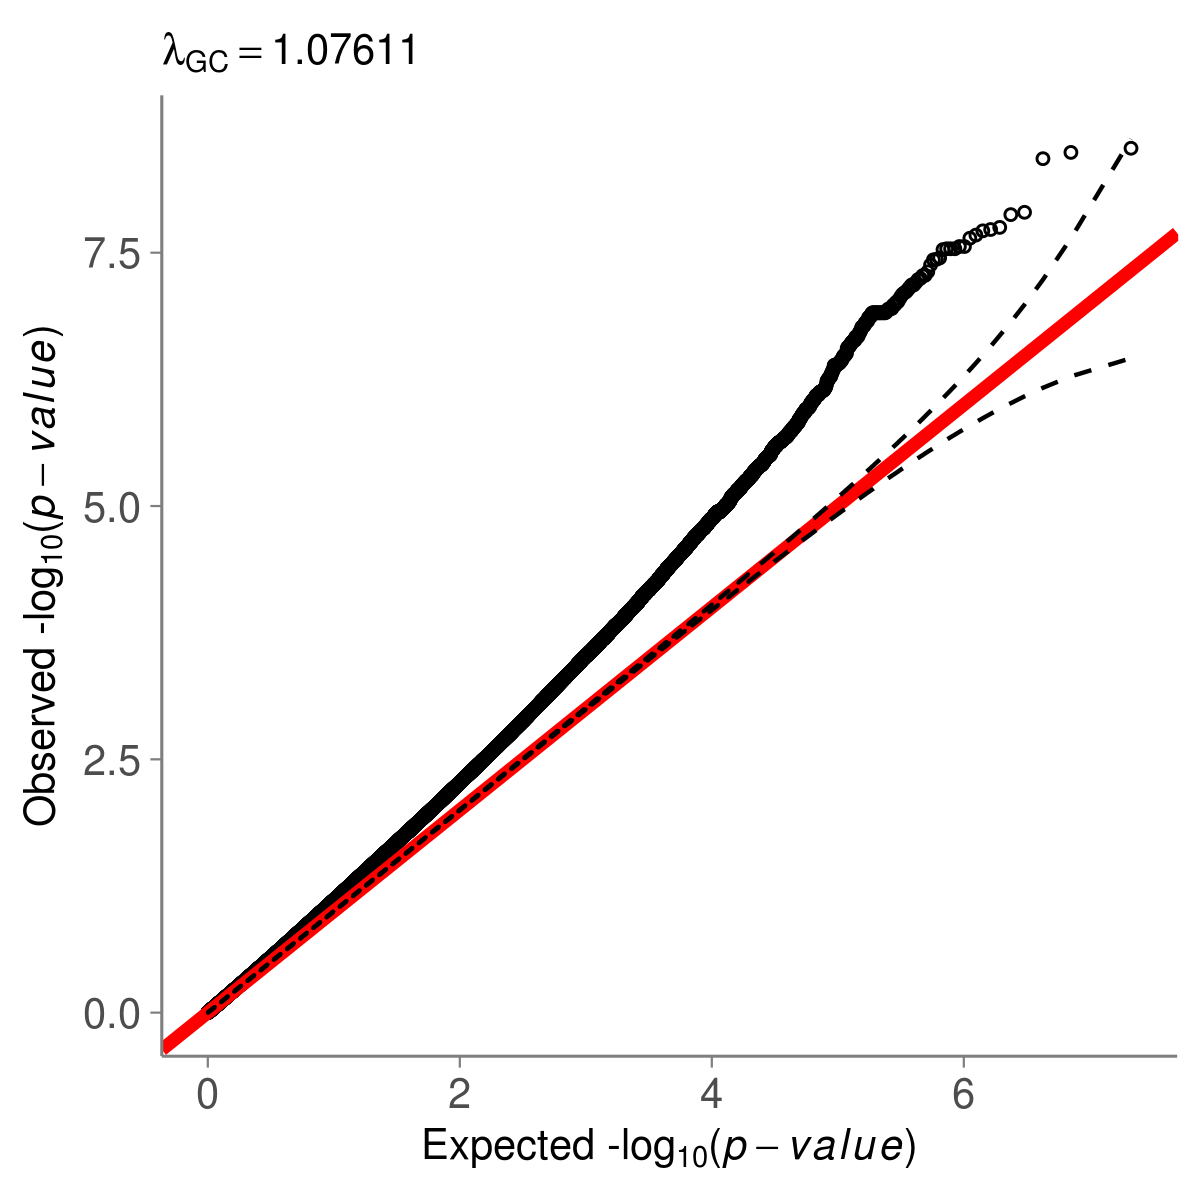 λGC = 1.07611
Observed -log10(p − value)
7.5
5.0
2.5
0.0
0 2 4 6
Expected -log10(p − value)